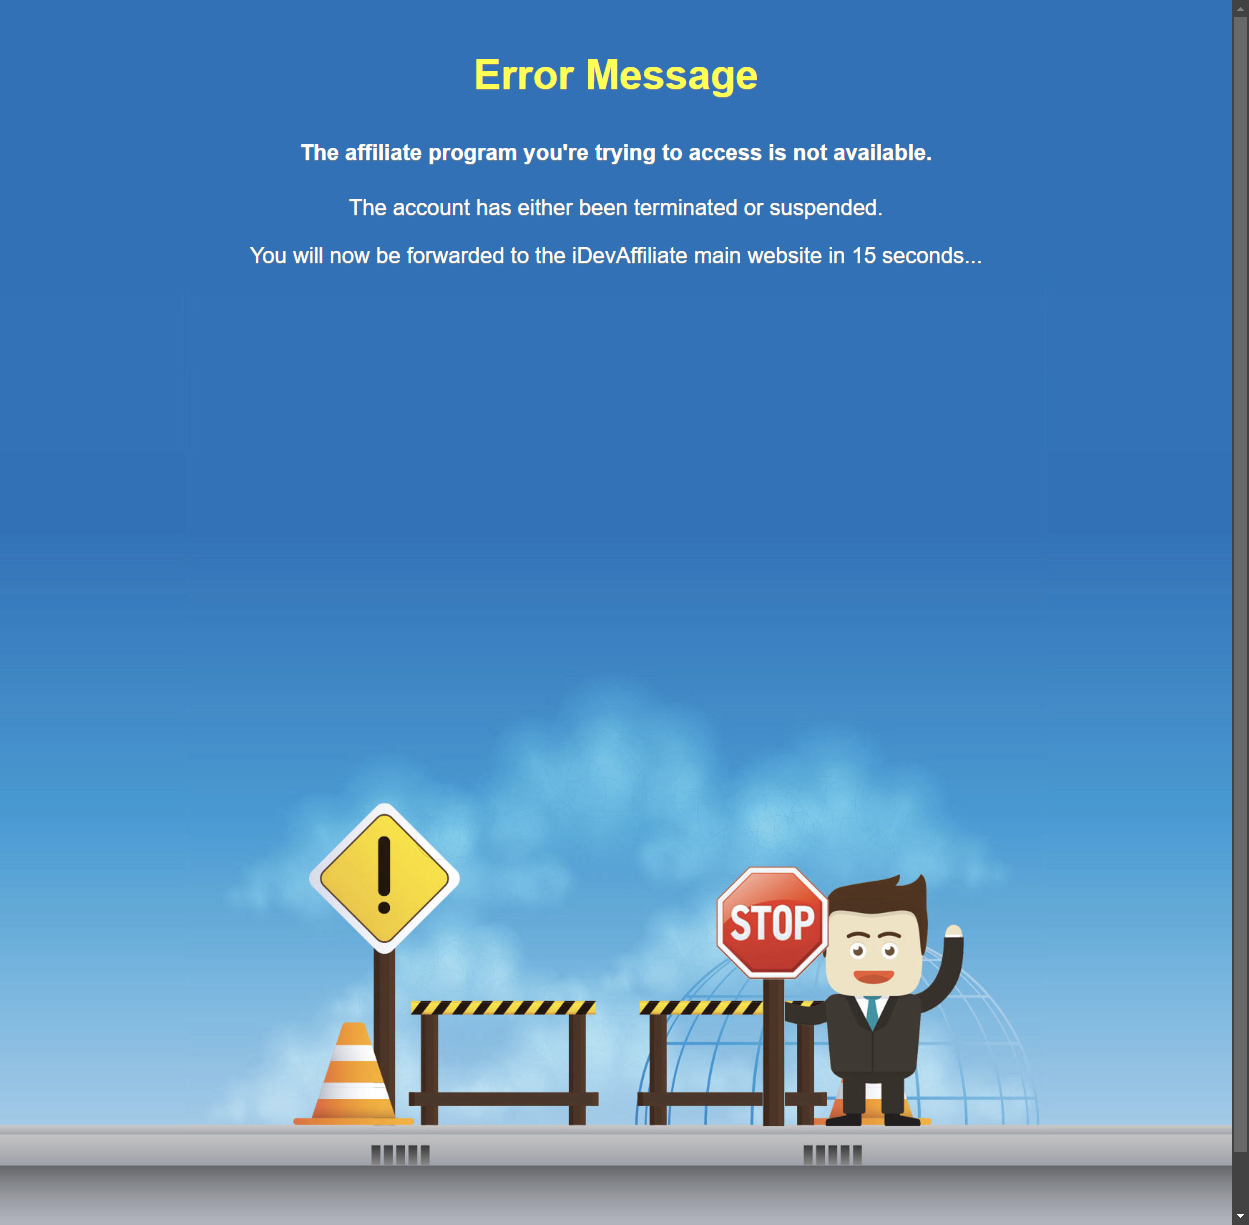 Error Message
The affiliate program you're trying to access is not available.
The account has either been terminated or suspended.
You will now be forwarded to the iDevAffiliate main website in 15 seconds...
!
STOP